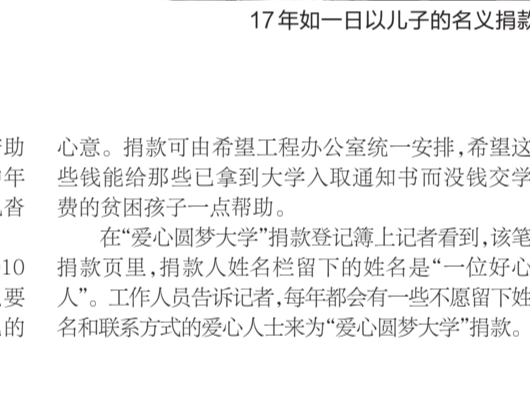 17年如一日以儿子的名义捐款
助
心意。捐款可由希望工程办公室统一安排,希望这
年
些钱能给那些已拿到大学入取通知书而没钱交学
沓
费的贫困孩子一点帮助。
在“爱心圆梦大学”捐款登记簿上记者看到,该笔
10
捐款页里,捐款人姓名栏留下的姓名是“一位好心
要
人”。工作人员告诉记者,每年都会有一些不愿留下姓
的
名和联系方式的爱心人士来为“爱心圆梦大学”捐款。